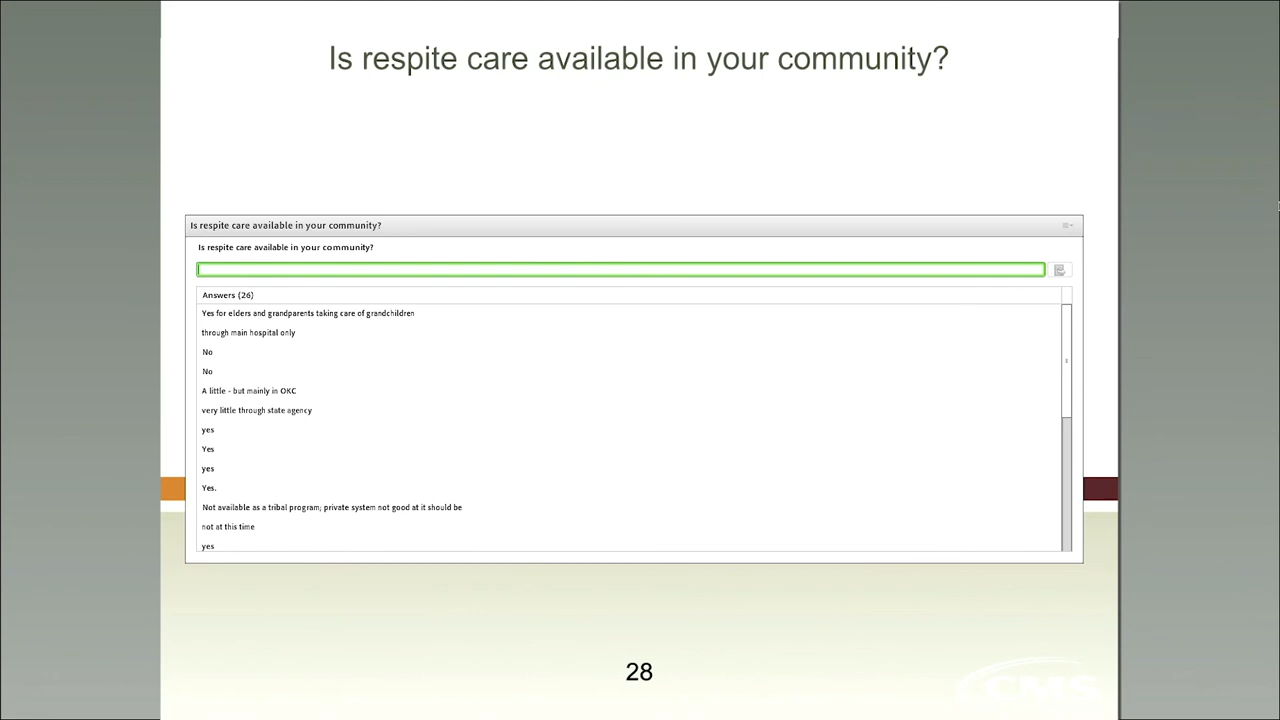 Is respite care available in your community?
Is respite care available in your community?
Is respite care available in your community?
Answers (26)
Yes for elders and grandparents taking care of grandchildren
through main hospital only
No
No
A little - but mainly in OKC
very little through state agency
yes
Yes
yes
Yes.
Not available as a tribal program; private system not good at it should be
not at this time
yes
28
CMS